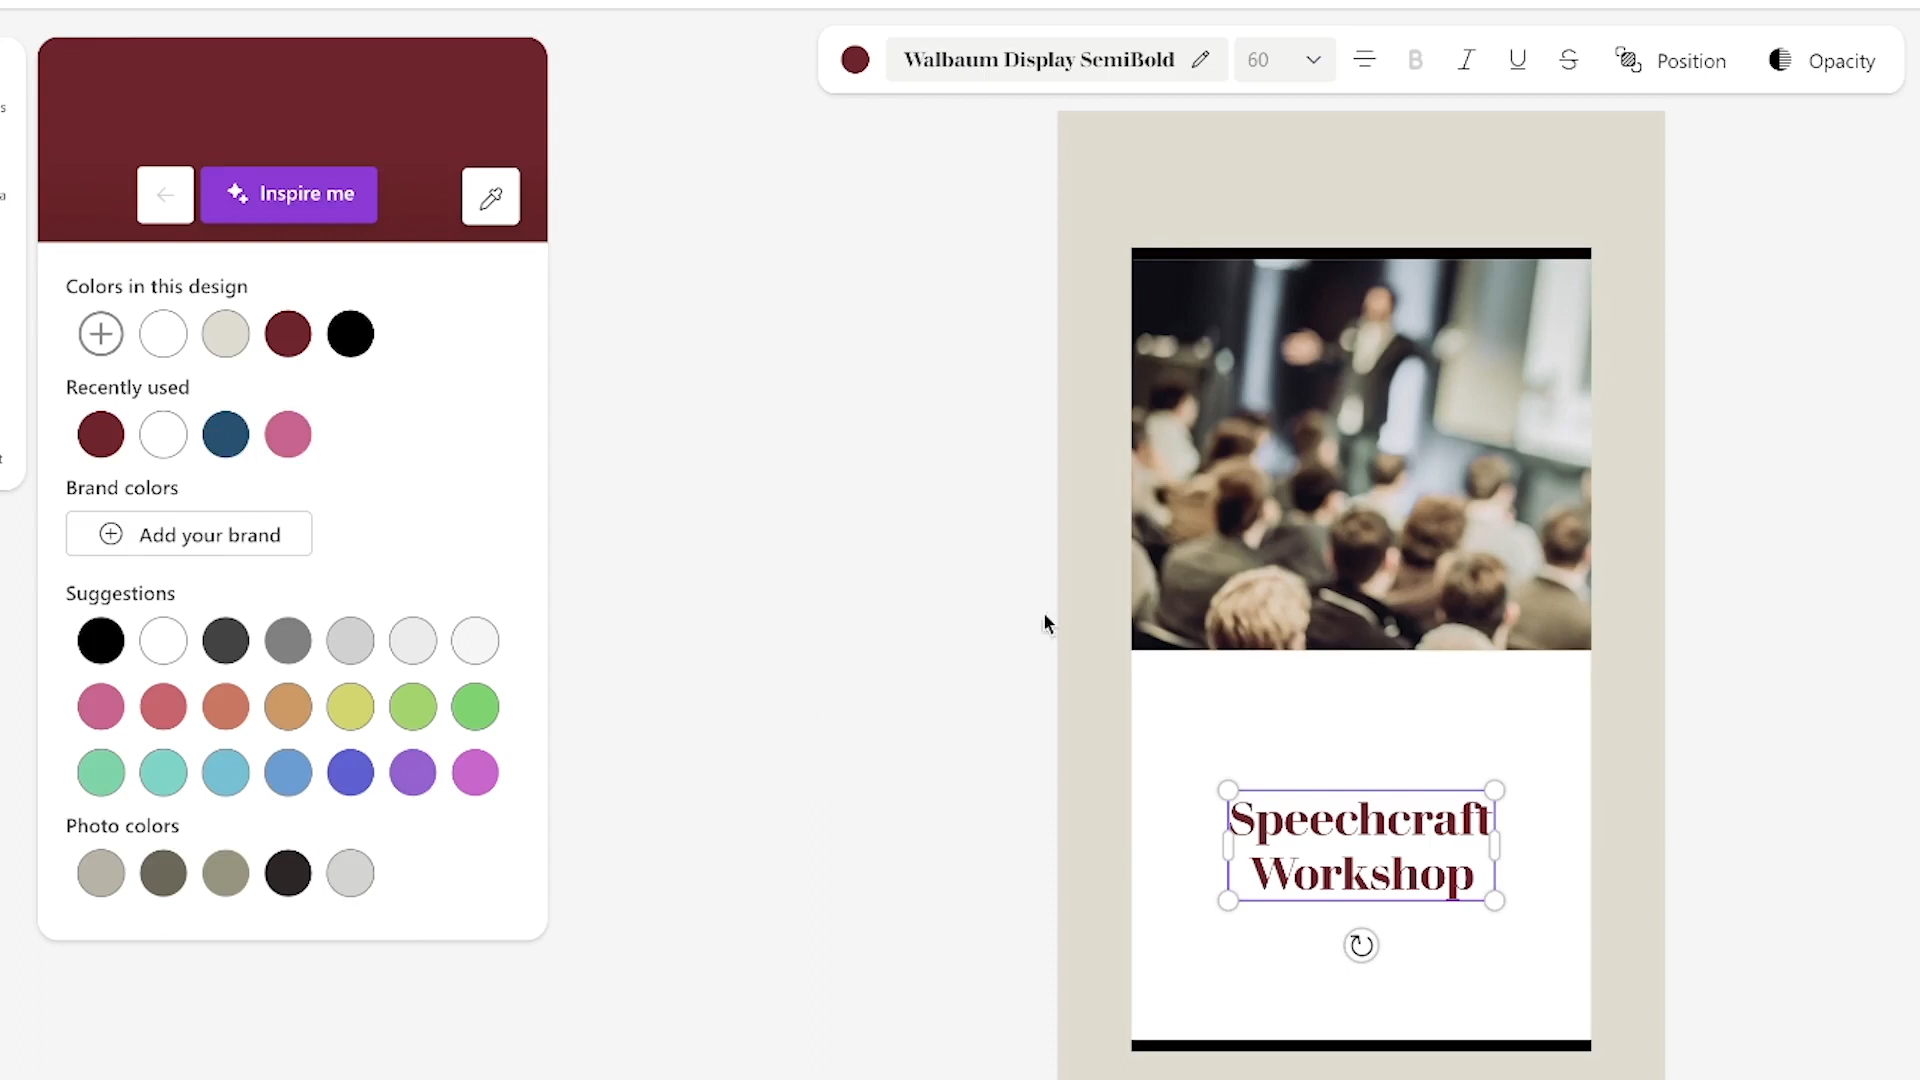 Walbaum Display SemiBold
60
B
I
U
S
Position
Opacity
Inspire me
Colors in this design
Recently used
Brand colors
Add your brand
Suggestions
Photo colors
Speechcraft
Workshop
s
a
t